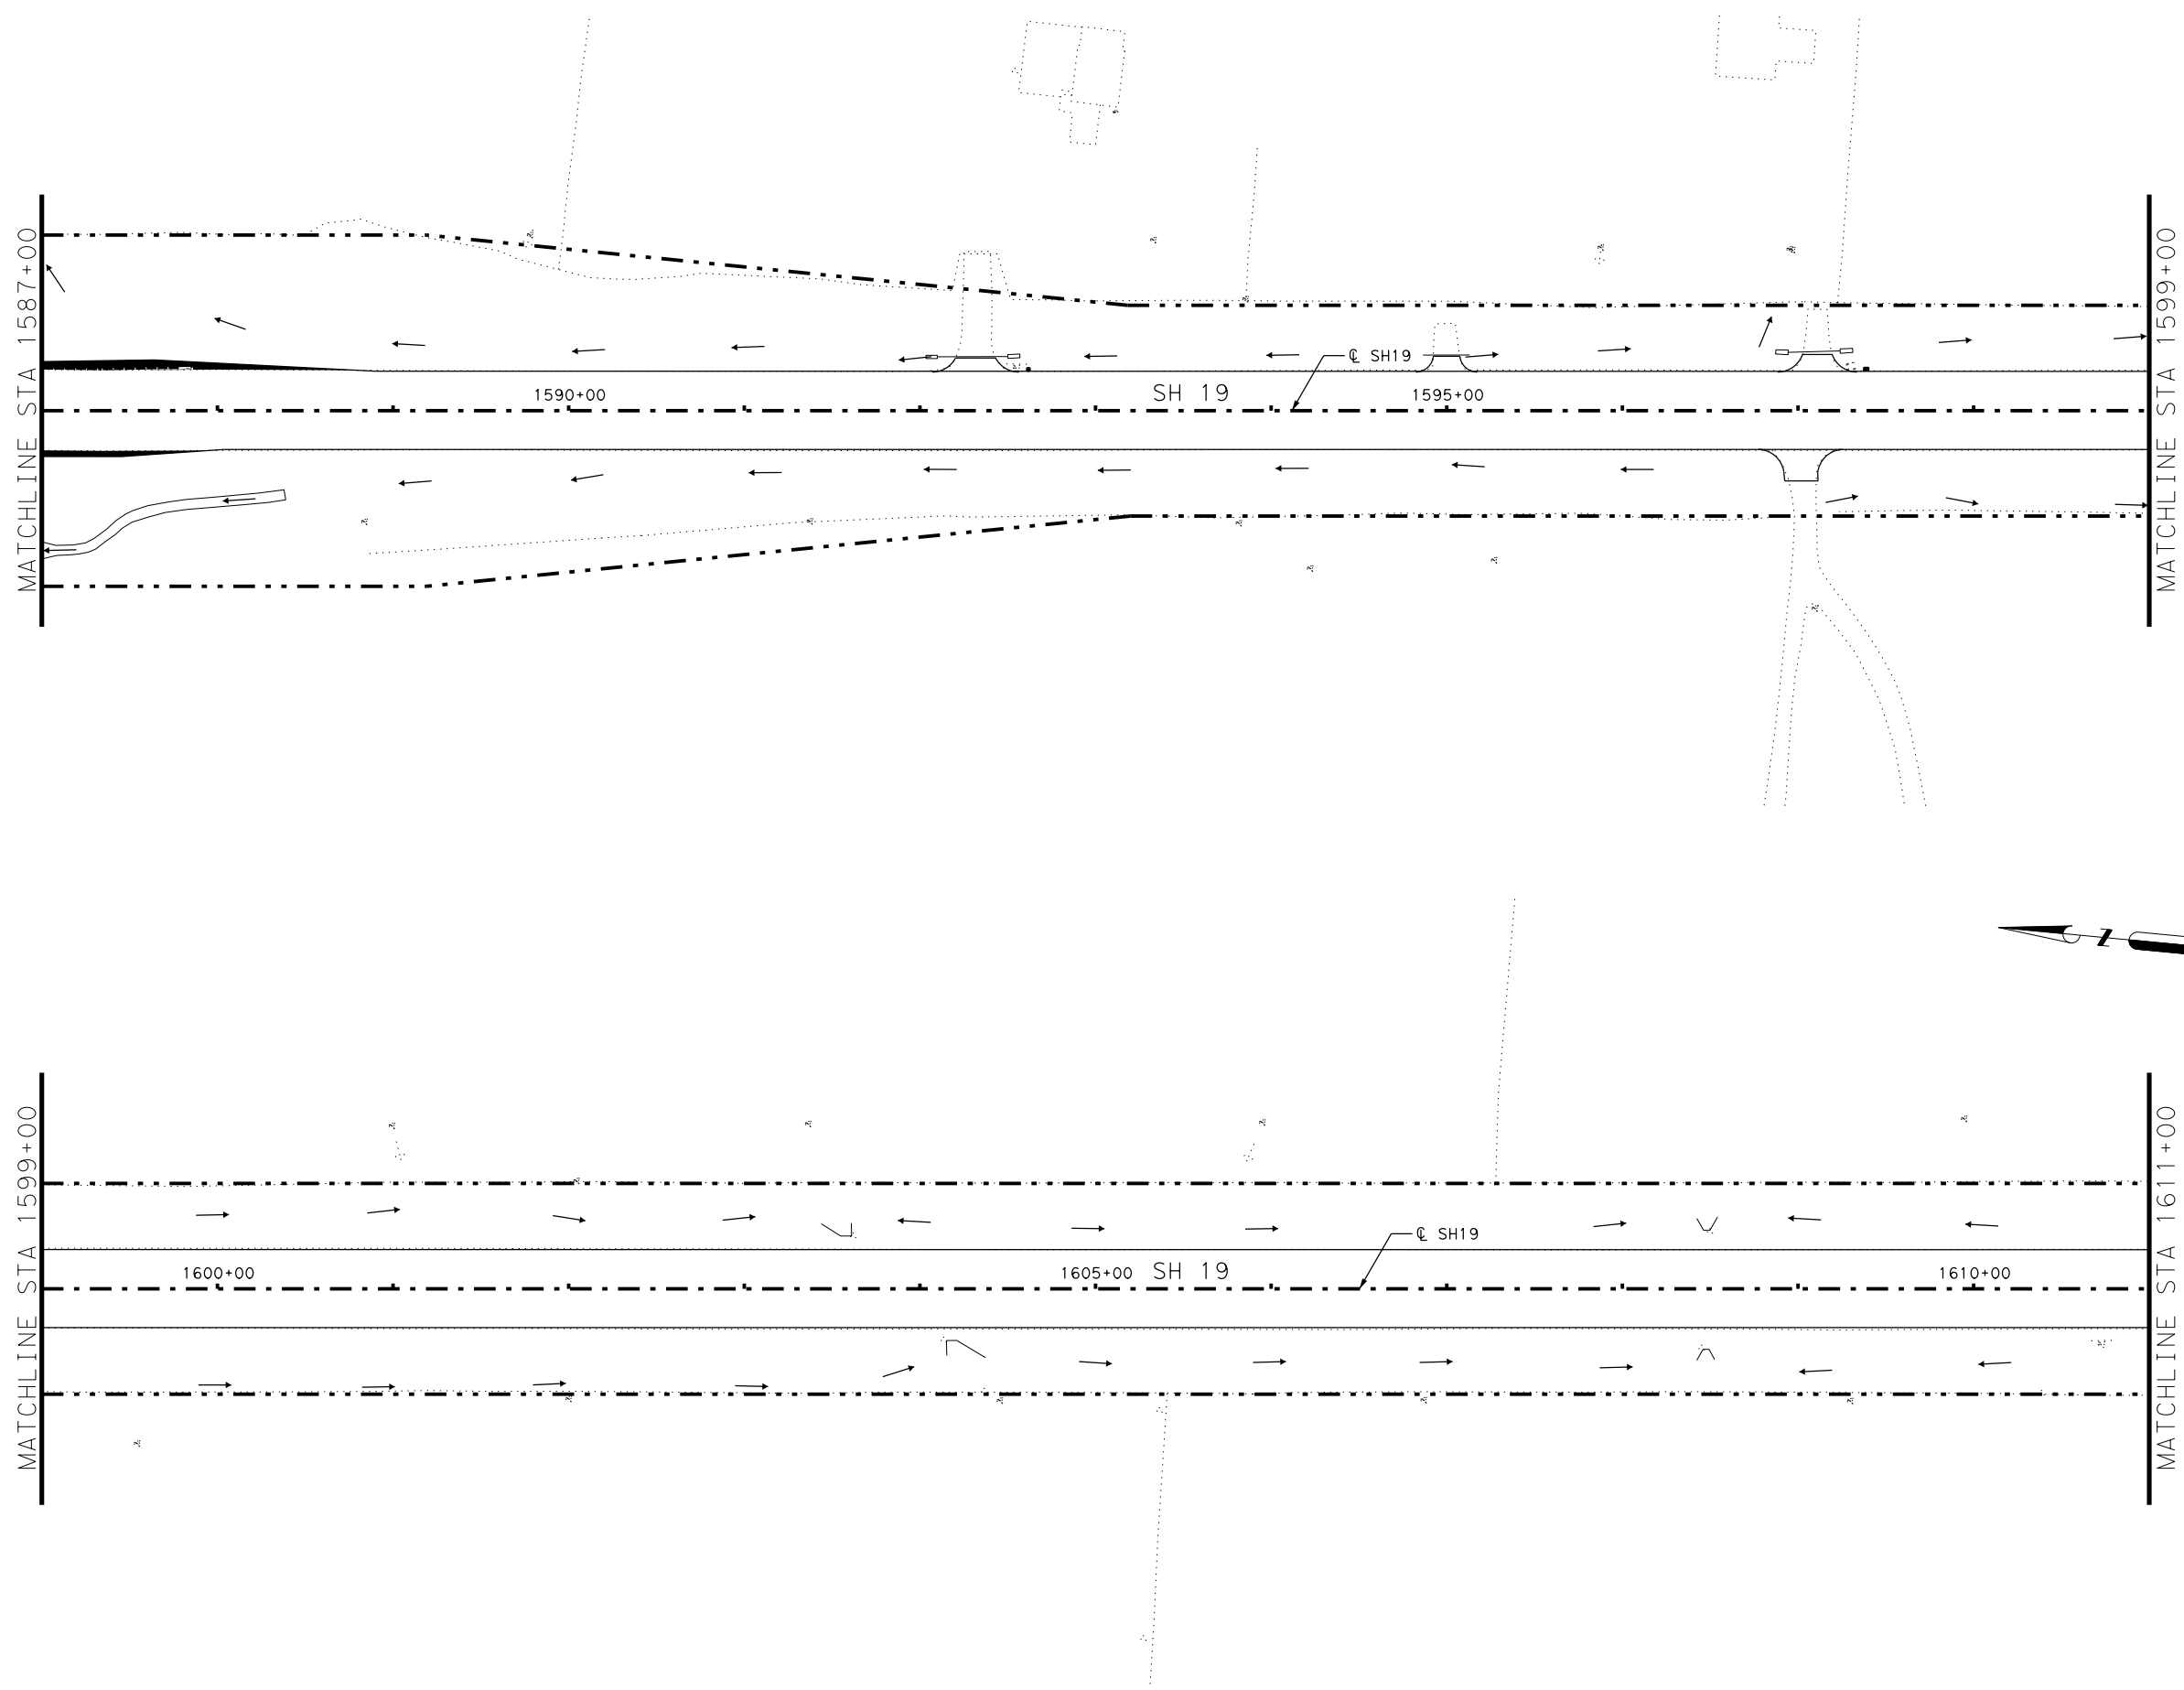 MATCHLINE STA 1587+00
℄ SH19
1590+00
SH 19
1595+00
MATCHLINE STA 1599+00
MATCHLINE STA 1599+00
℄ SH19
1600+00
1605+00
SH 19
1610+00
MATCHLINE STA 1611+00